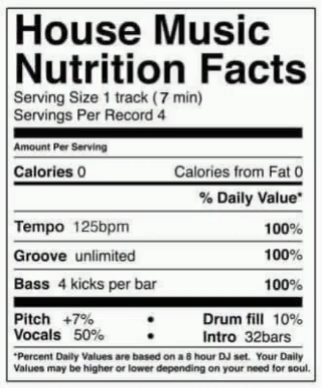 House Music
Nutrition Facts
Serving Size 1 track (7 min)
Servings Per Record 4
Amount Per Serving
Calories 0 Calories from Fat 0
% Daily Value*
Tempo 125bpm 100%
Groove unlimited 100%
Bass 4 kicks per bar 100%
Pitch +7% • Drum fill 10%
Vocals 50% • Intro 32bars
*Percent Daily Values are based on a 8 hour DJ set. Your Daily
Values may be higher or lower depending on your need for soul.